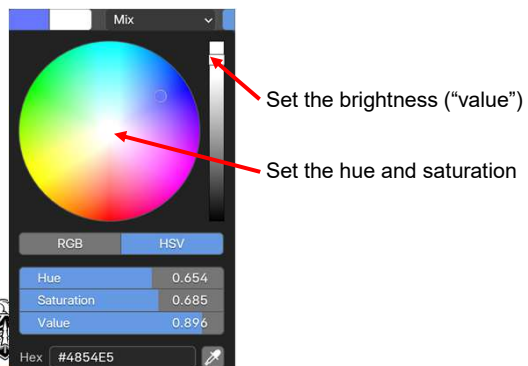 Mix
Set the brightness (“value”)
Set the hue and saturation
RGB HSV
Hue 0.654
Saturation 0.685
Value 0.896
Hex #4854E5